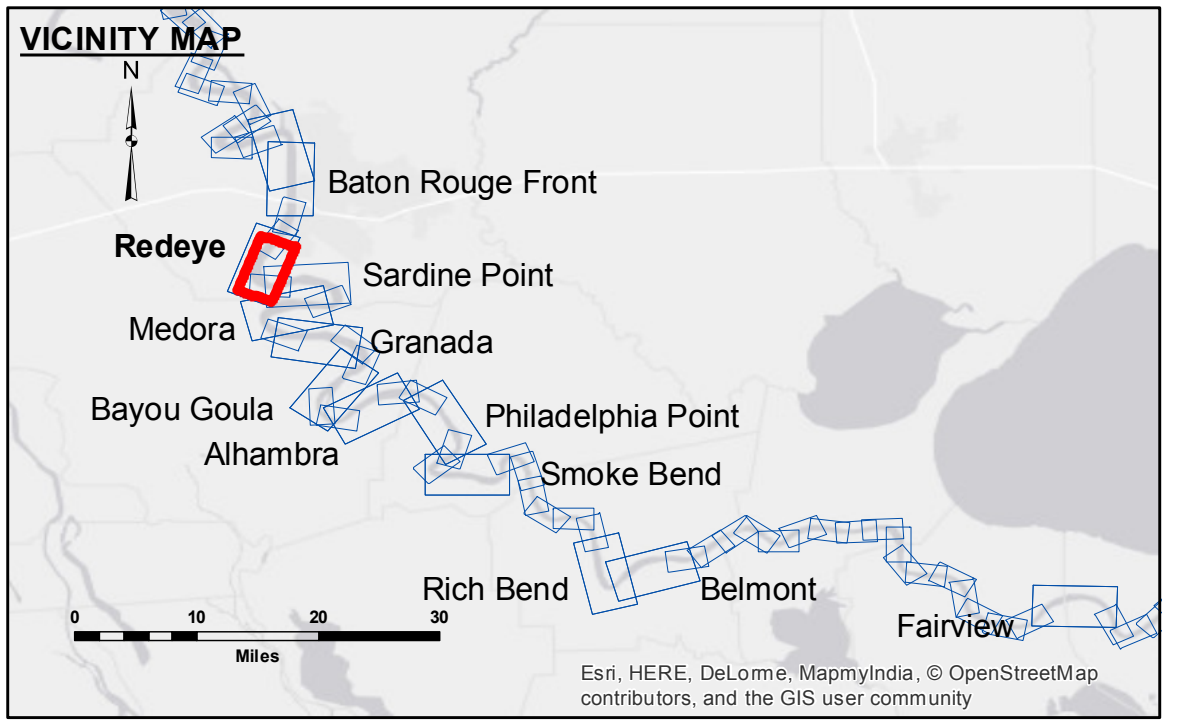 VICINITY MAP
N
Baton Rouge Front
Redeye
Sardine Point
Medora
Granada
Bayou Goula
Philadelphia Point
Alhambra
Smoke Bend
Rich Bend
Belmont
Fairview
0 10 20 30
Miles
Esri, HERE, DeLorme, MapmyIndia, © OpenStreetMap
contributors, and the GIS user community